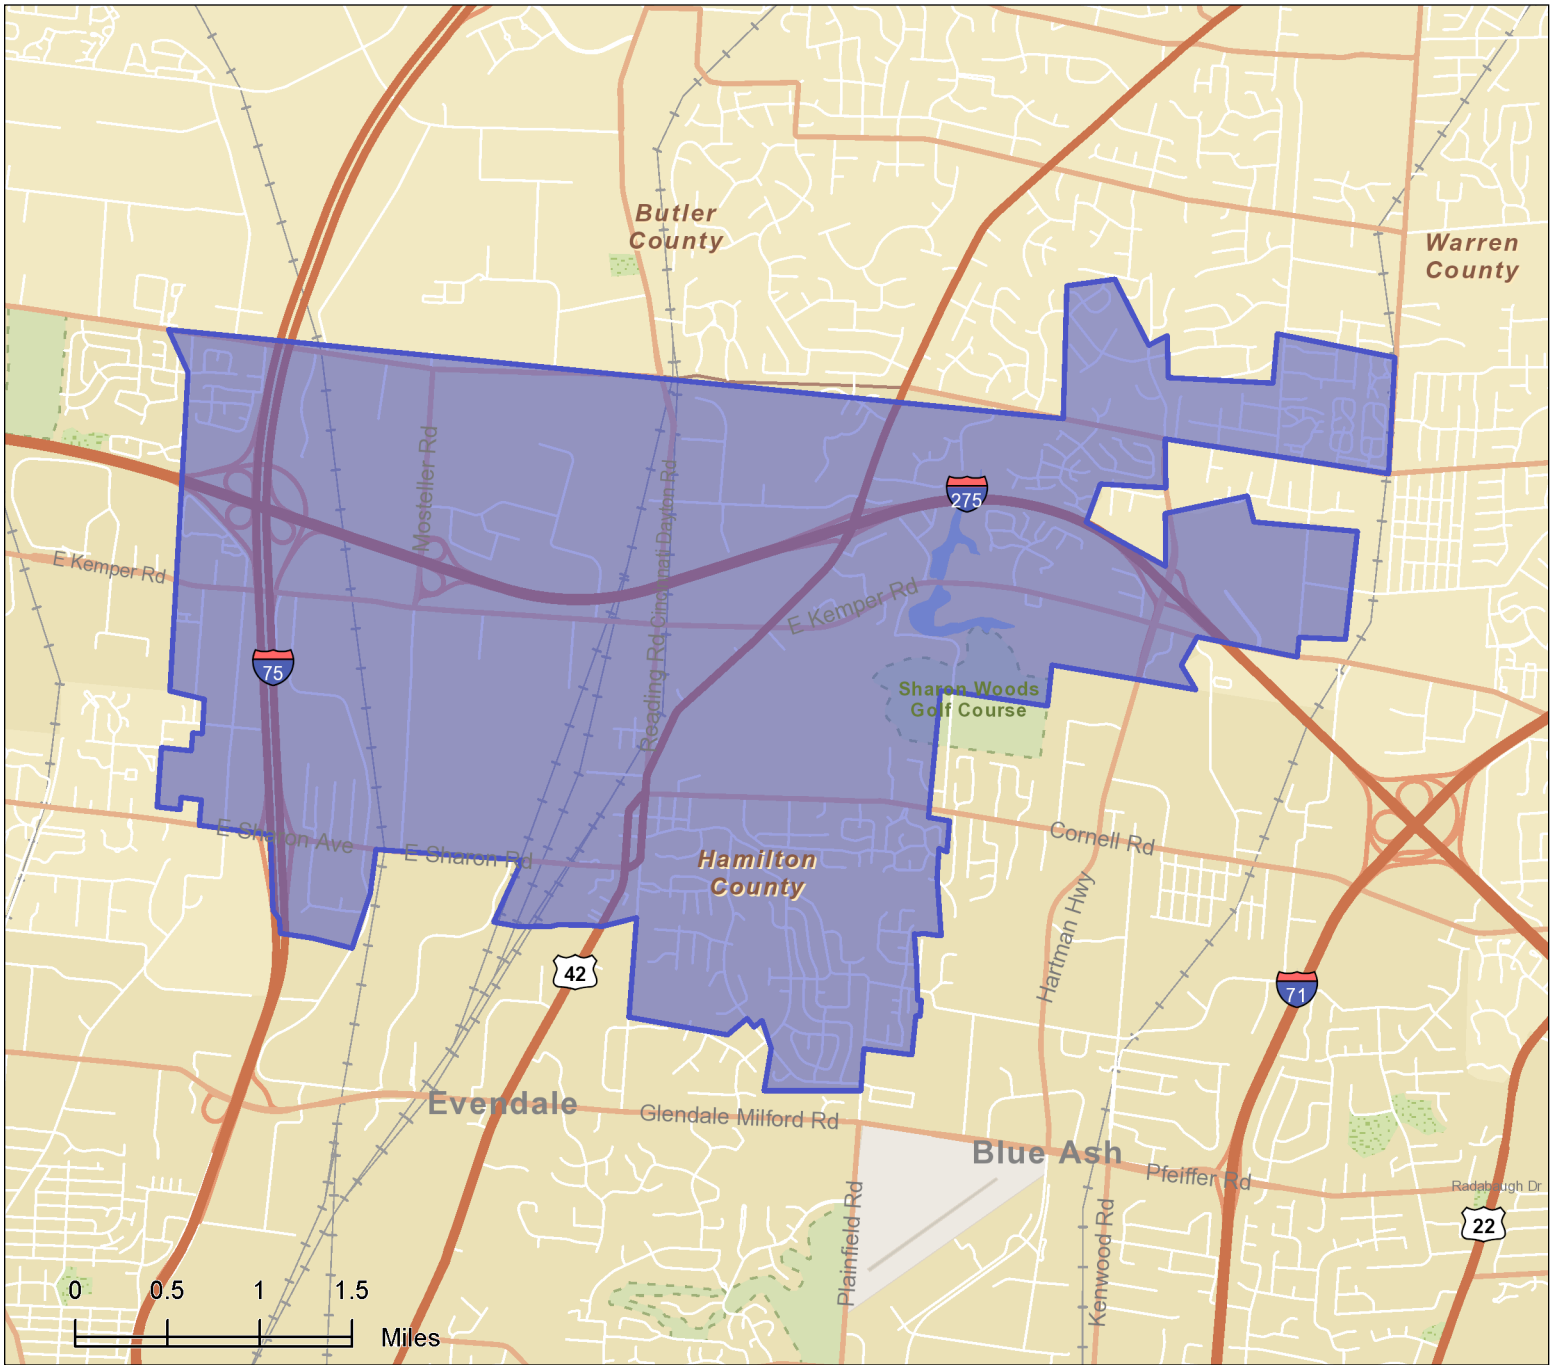 Butler
County
Warren
County
Mosteller Rd
275
E Kemper Rd
Cincinnati Dayton Rd
E Kemper Rd
75
Reading Rd
Sharon Woods
Golf Course
E Sharon Ave
E Sharon Rd
Cornell Rd
Hamilton
County
Hartman Hwy
42
71
Evendale
Glendale Milford Rd
Blue Ash
Pfeiffer Rd
Radabaugh Dr
Plainfield Rd
Kenwood Rd
22
0 0.5 1 1.5
Miles